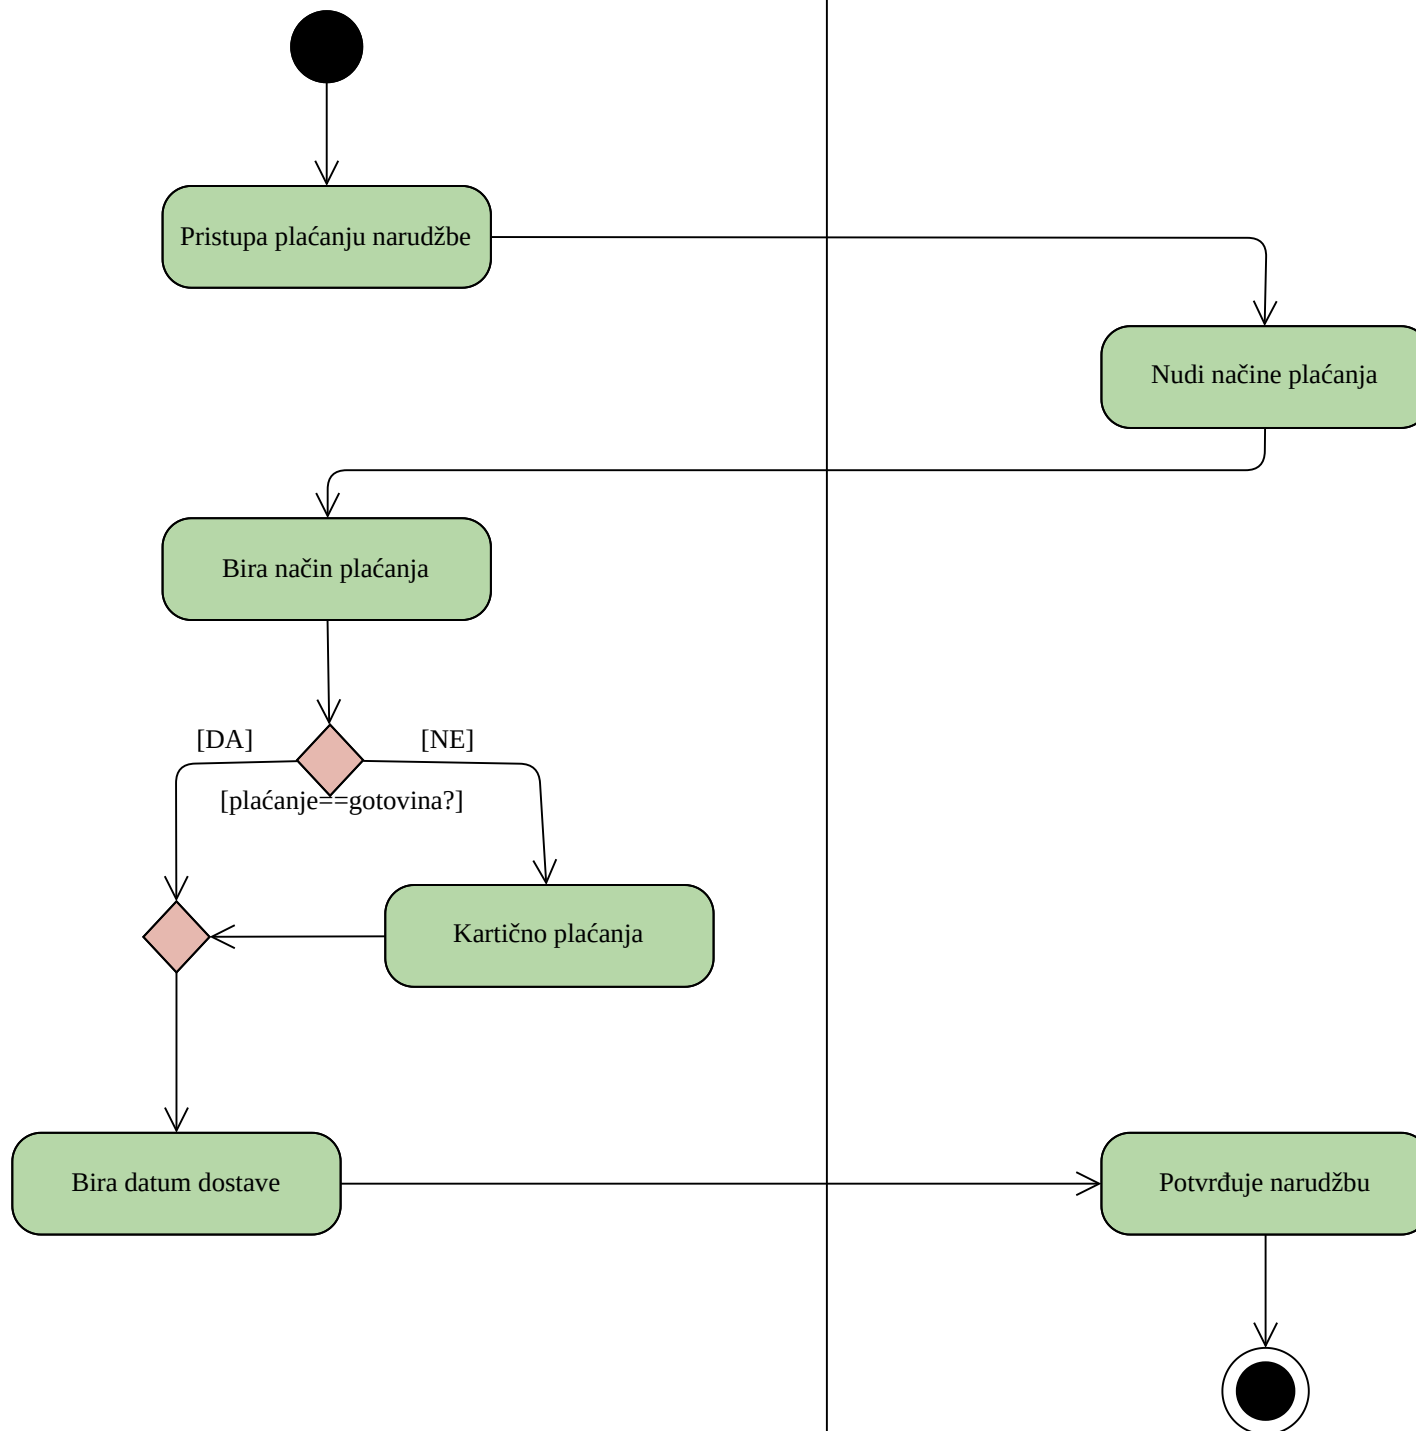 Pristupa plaćanju narudžbe
Nudi načine plaćanja
Bira način plaćanja
[DA]
[NE]
[plaćanje==gotovina?]
Kartično plaćanja
Bira datum dostave
Potvrđuje narudžbu